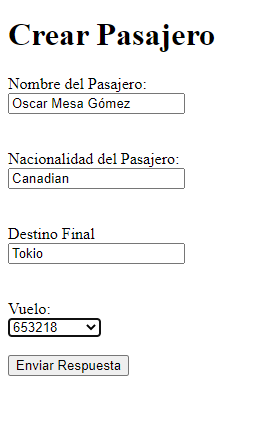 Crear Pasajero
Nombre del Pasajero:
Oscar Mesa Gómez
Nacionalidad del Pasajero:
Canadian
Destino Final
Tokio
Vuelo:
653218
Enviar Respuesta